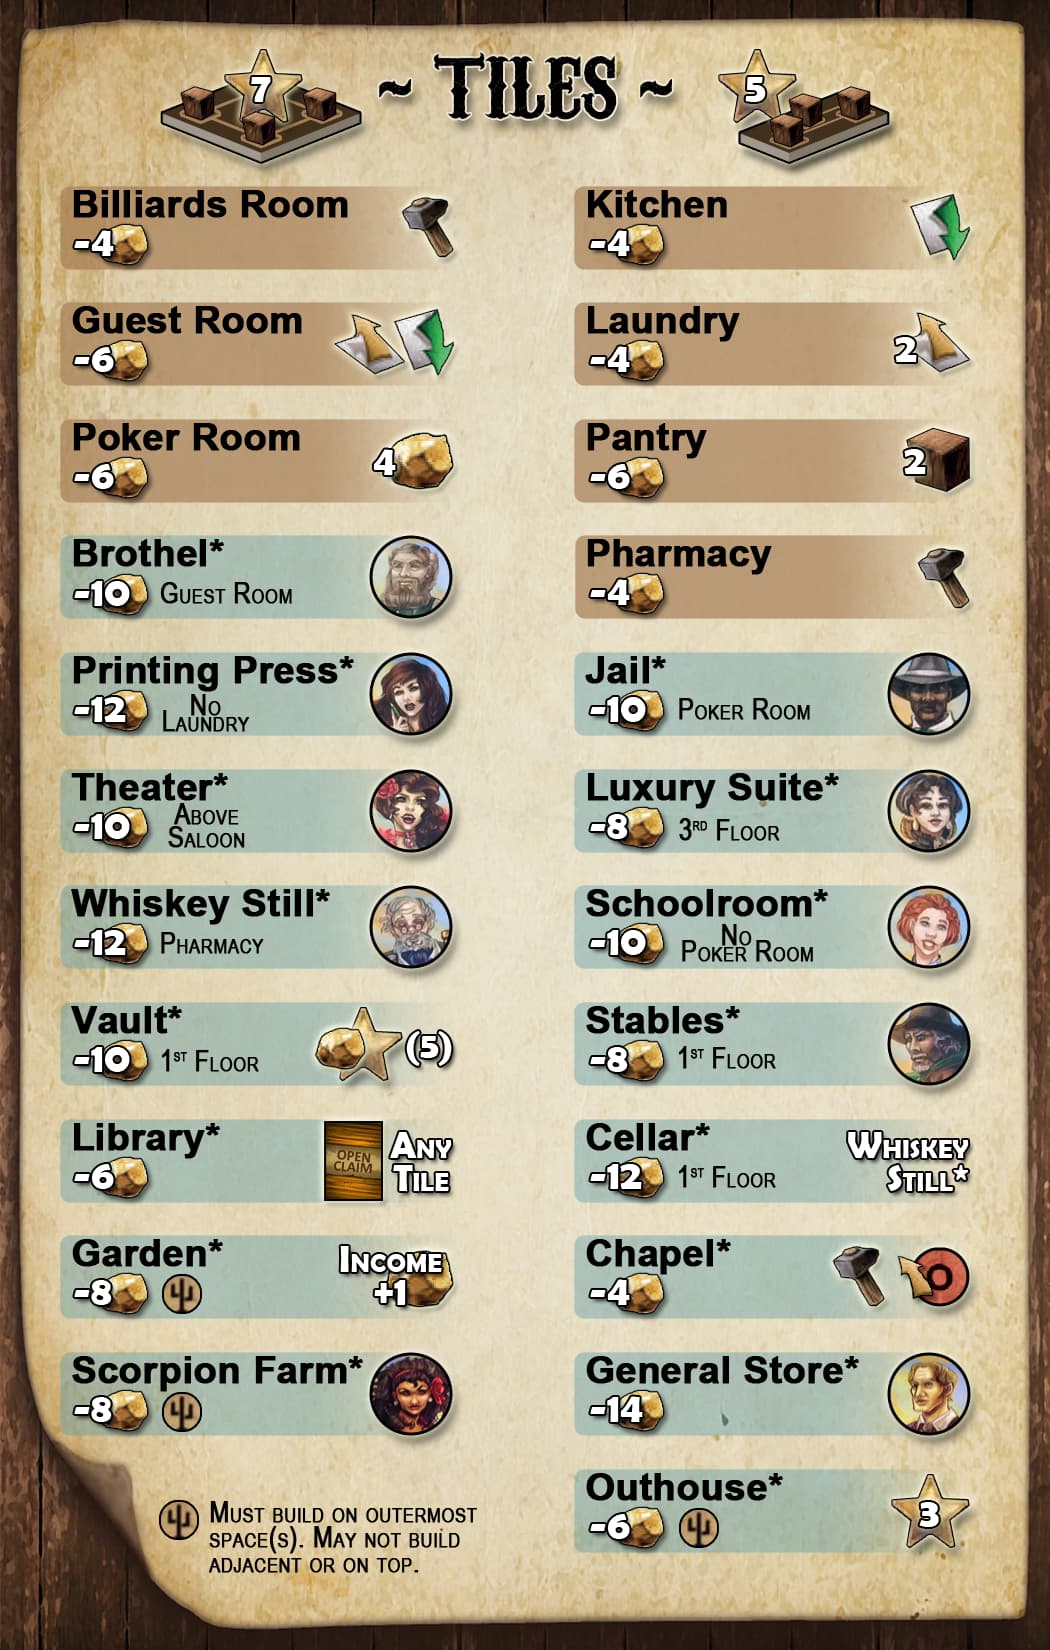 7
~ TILES ~
5
Billiards Room
-4
Guest Room
-6
Poker Room
-6
4
Brothel*
-10 GUEST ROOM
Printing Press*
-12 NO
LAUNDRY
Theater*
-10 ABOVE
SALOON
Whiskey Still*
-12 PHARMACY
Vault*
-10 1ST FLOOR
(5)
Library*
-6
OPEN
CLAIM
ANY
TILE
Garden*
-8
INCOME
+1
Scorpion Farm*
-8
MUST BUILD ON OUTERMOST
SPACE(S). MAY NOT BUILD
ADJACENT OR ON TOP.
Kitchen
-4
Laundry
-4
2
Pantry
-6
2
Pharmacy
-4
Jail*
-10 POKER ROOM
Luxury Suite*
-8 3RD FLOOR
Schoolroom*
-10 NO
POKER ROOM
Stables*
-8 1ST FLOOR
Cellar*
-12 1ST FLOOR
WHISKEY
STILL*
Chapel*
-4
General Store*
-14
Outhouse*
-6
3